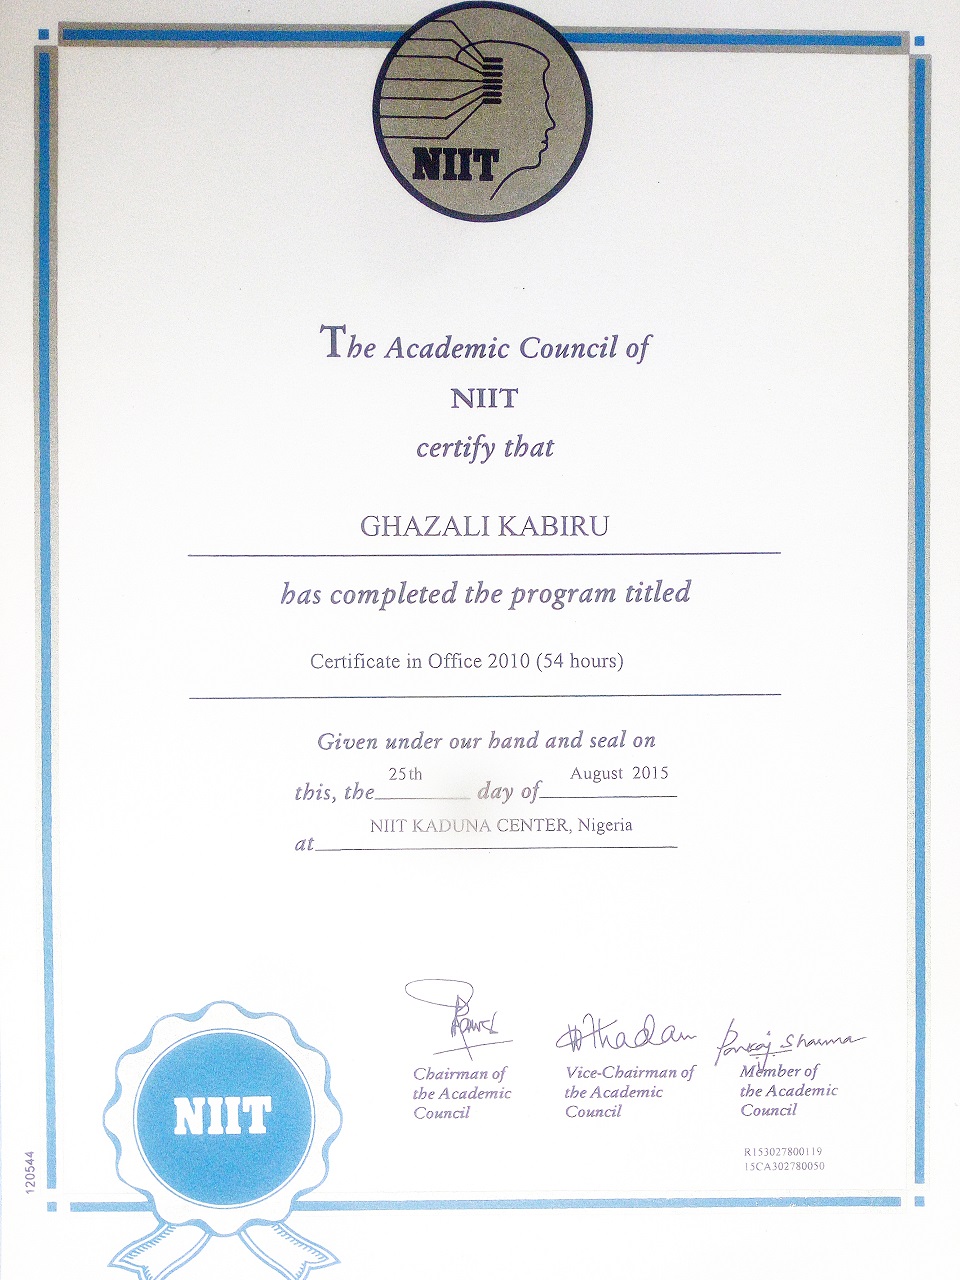 NIIT
The Academic Council of
NIIT
certify that
GHAZALI KABIRU
has completed the program titled
Certificate in Office 2010 (54 hours)
Given under our hand and seal on
this, the 25th day of August 2015
at NIIT KADUNA CENTER, Nigeria
Pankaj Sharma
Chairman of
the Academic
Council
Vice-Chairman of
the Academic
Council
Member of
the Academic
Council
NIIT
R153027800119
15CA302780050
120544